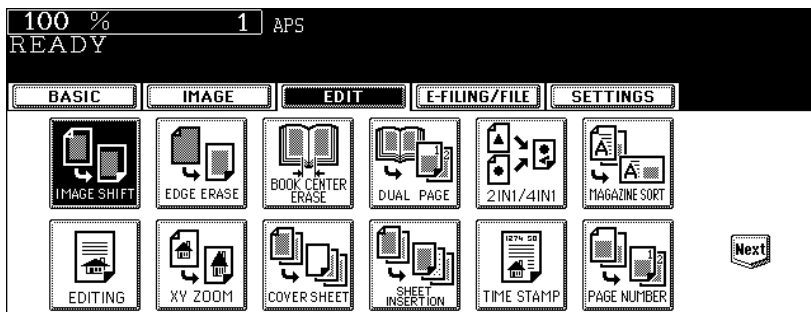 100 % 1 APS
READY
BASIC IMAGE EDIT E-FILING/FILE SETTINGS
IMAGE SHIFT EDGE ERASE BOOK CENTER ERASE DUAL PAGE 2IN1/4IN1 MAGAZINE SORT
EDITING XY ZOOM COVER SHEET SHEET INSERTION TIME STAMP PAGE NUMBER Next